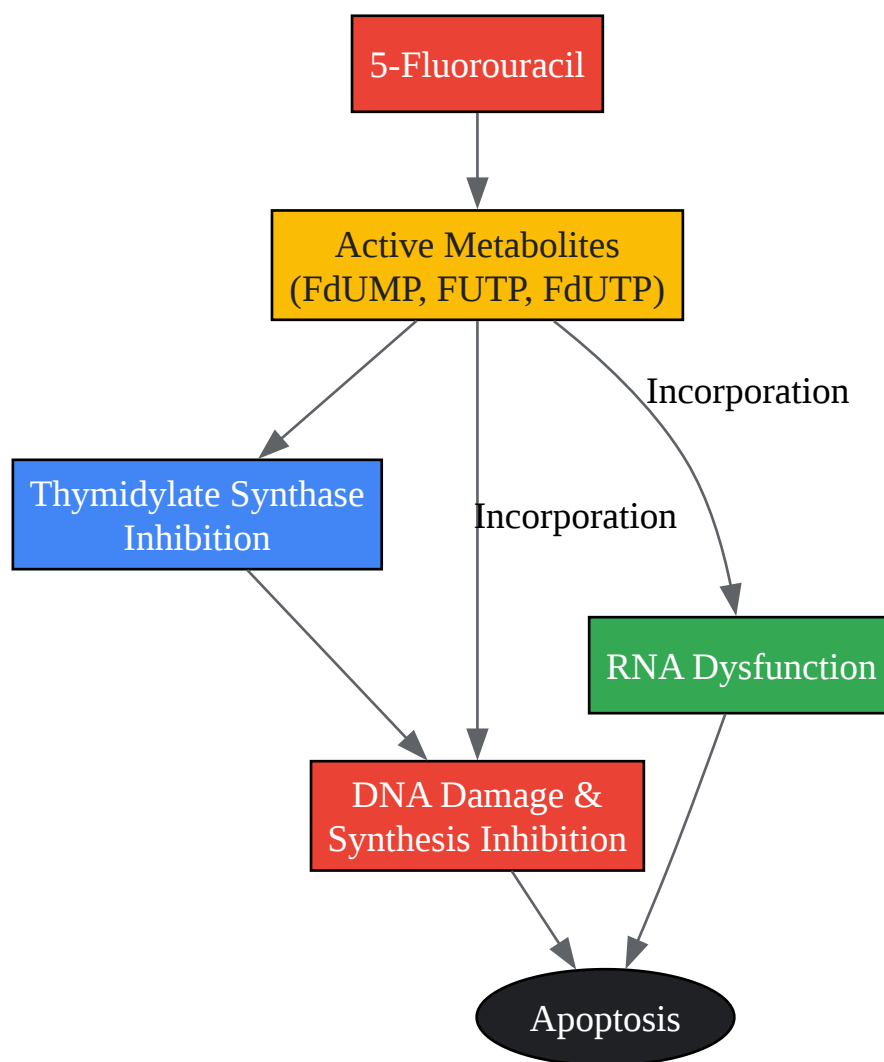 5-Fluorouracil
Active Metabolites
(FdUMP, FUTP, FdUTP)
Incorporation
Thymidylate Synthase
Inhibition
Incorporation
RNA Dysfunction
DNA Damage &
Synthesis Inhibition
Apoptosis